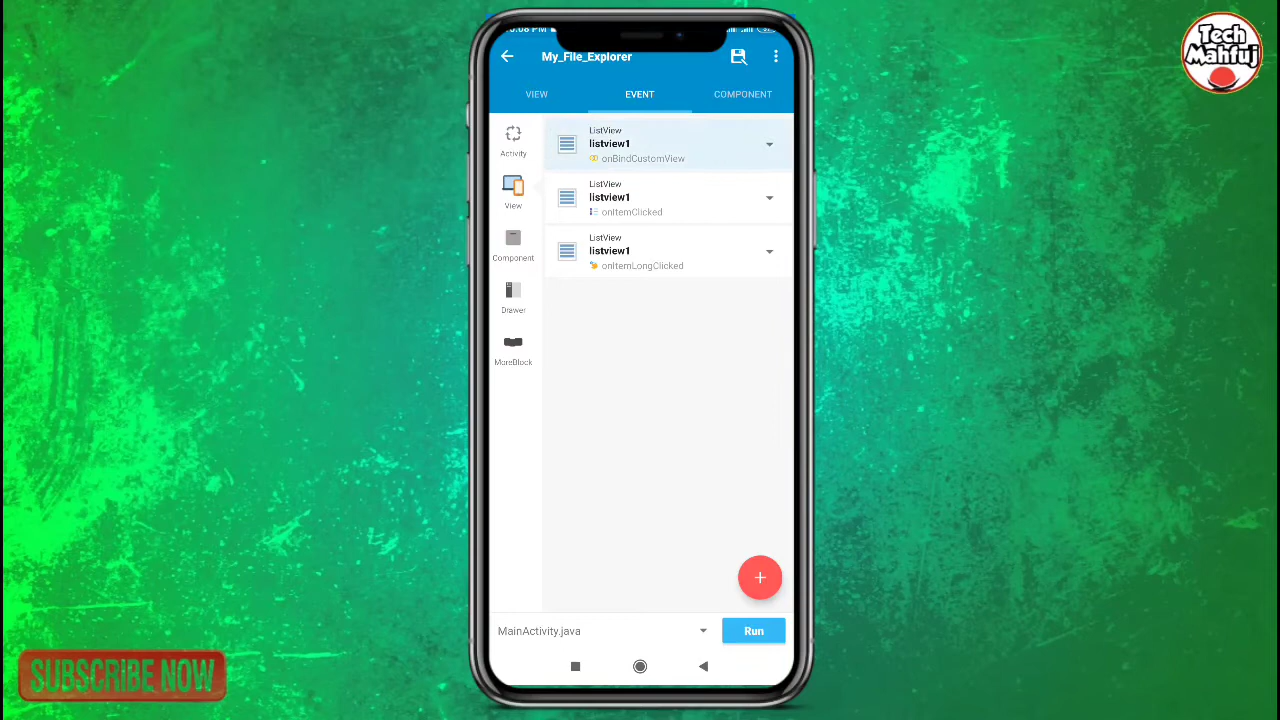 Tech
Mahfuj
My_File_Explorer
VIEW
EVENT
COMPONENT
Activity
View
Component
Drawer
MoreBlock
ListView
listview1
onBindCustomView
ListView
listview1
onItemClicked
ListView
listview1
onItemLongClicked
+
MainActivity.java
Run
SUBSCRIBE NOW